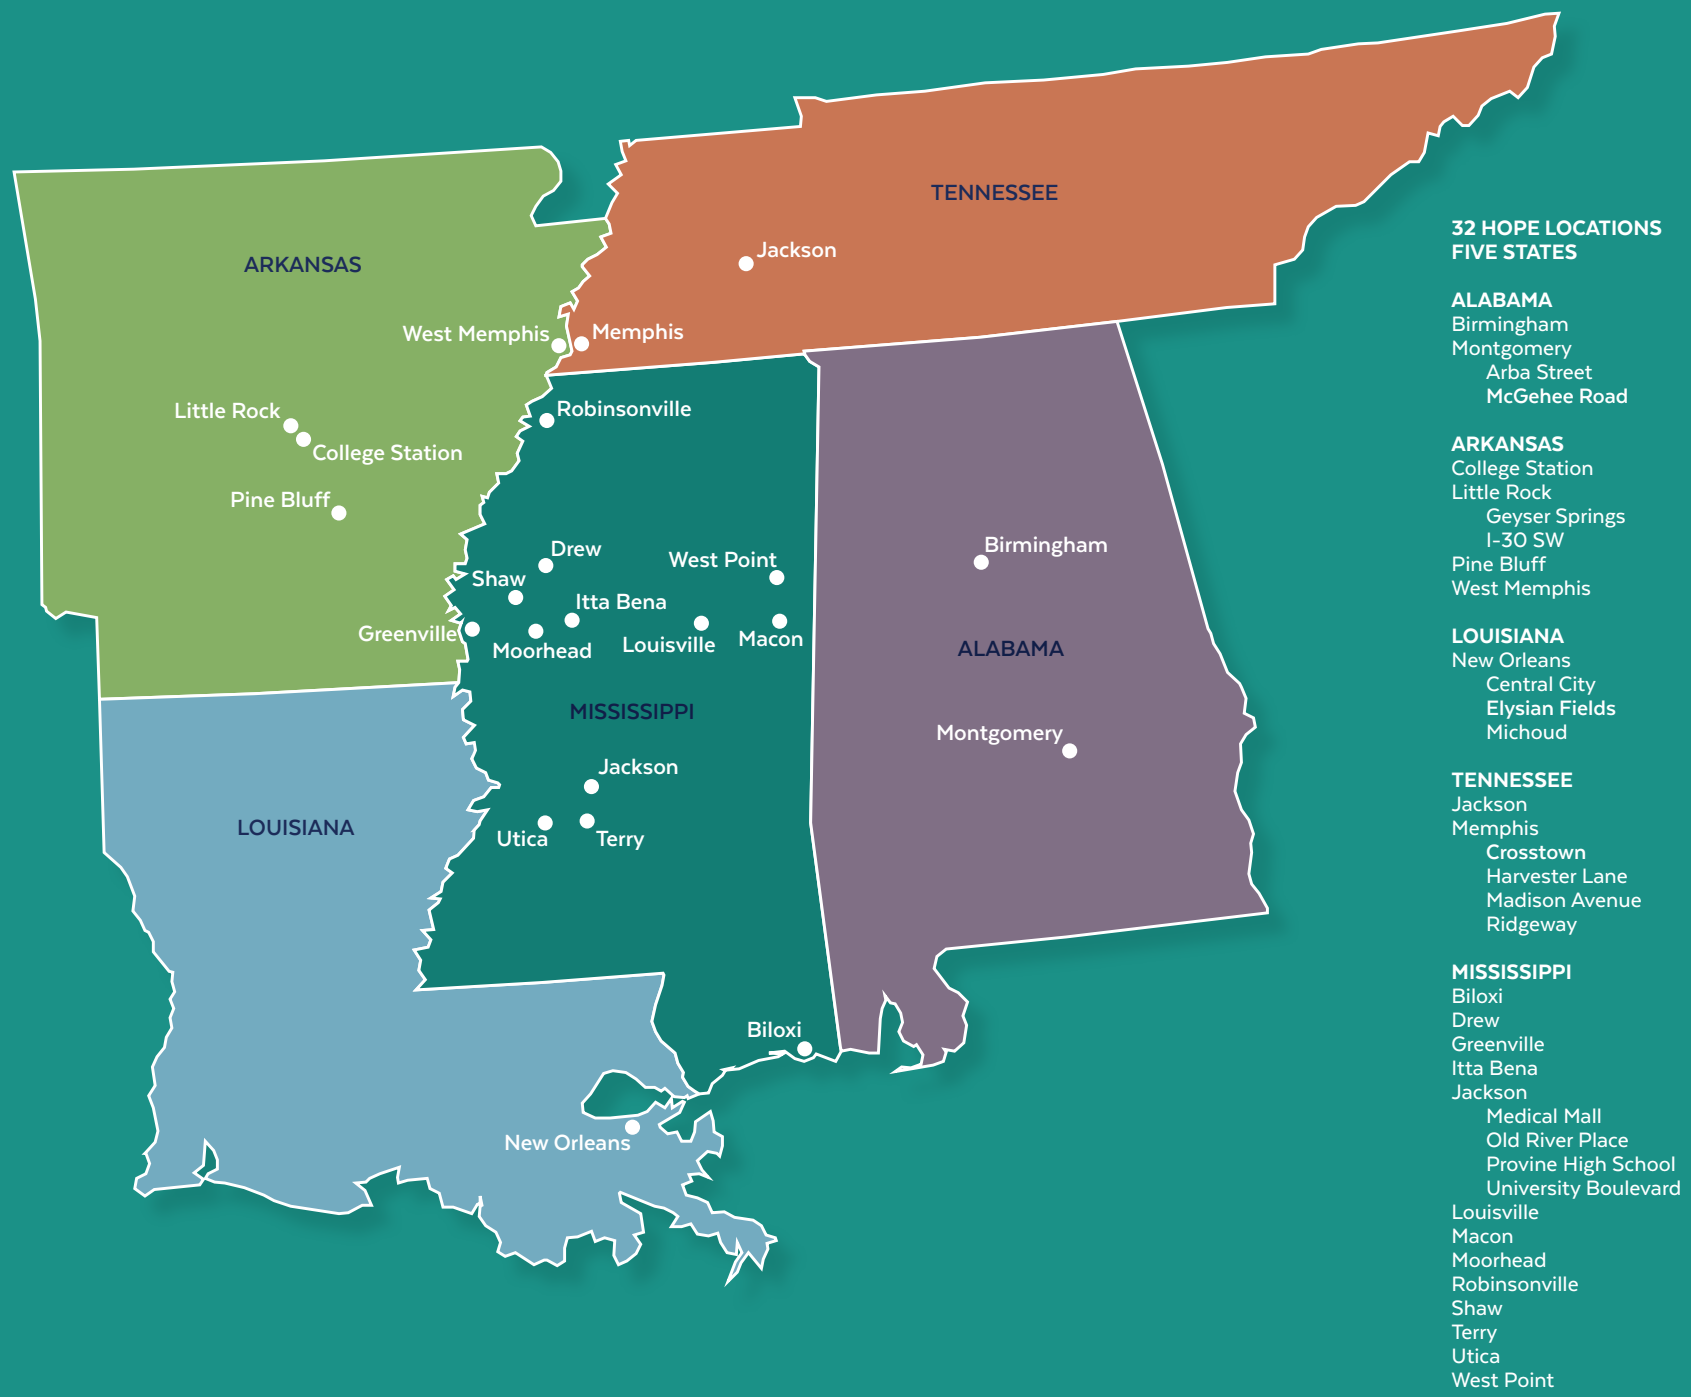 TENNESSEE
Jackson
ARKANSAS
West Memphis
Memphis
Little Rock
College Station
Robinsonville
Pine Bluff
Drew
West Point
Birmingham
Shaw
Itta Bena
Greenville
Moorhead
Louisville
Macon
ALABAMA
MISSISSIPPI
Montgomery
Jackson
LOUISIANA
Utica
Terry
Biloxi
New Orleans
32 HOPE LOCATIONS
FIVE STATES
ALABAMA
Birmingham
Montgomery
Arba Street
McGehee Road
ARKANSAS
College Station
Little Rock
Geyser Springs
I-30 SW
Pine Bluff
West Memphis
LOUISIANA
New Orleans
Central City
Elysian Fields
Michoud
TENNESSEE
Jackson
Memphis
Crosstown
Harvester Lane
Madison Avenue
Ridgeway
MISSISSIPPI
Biloxi
Drew
Greenville
Itta Bena
Jackson
Medical Mall
Old River Place
Provine High School
University Boulevard
Louisville
Macon
Moorhead
Robinsonville
Shaw
Terry
Utica
West Point